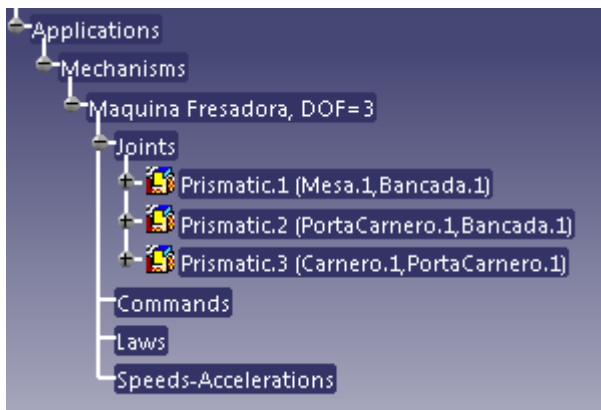 Applications
Mechanisms
Maquina Fresadora, DOF=3
Joints
Prismatic.1 (Mesa.1,Bancada.1)
Prismatic.2 (PortaCarnero.1,Bancada.1)
Prismatic.3 (Carnero.1,PortaCarnero.1)
Commands
Laws
Speeds-Accelerations